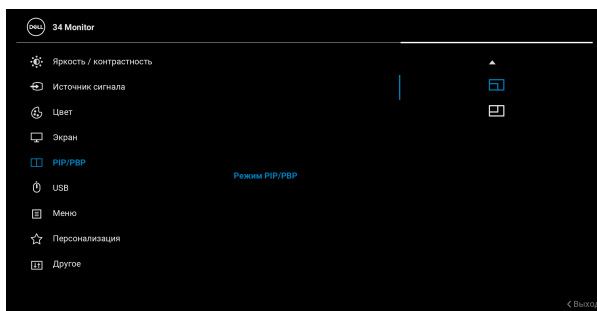 DELL
34 Monitor
Яркость / контрастность
Источник сигнала
Цвет
Экран
PIP/PBP
Режим PIP/PBP
USB
Меню
Персонализация
Другое
Выход